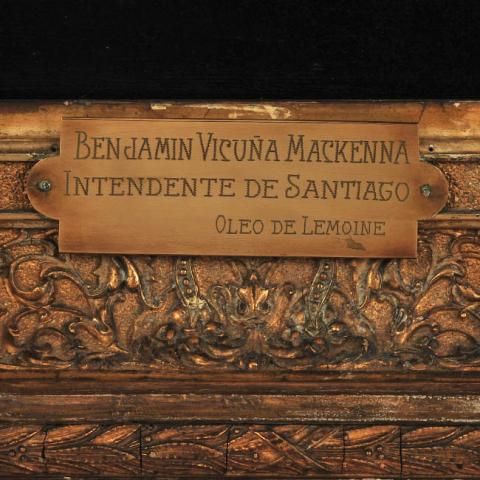 Benjamin Vicuña Mackenna
Intendente de Santiago
Oleo de Lemoine